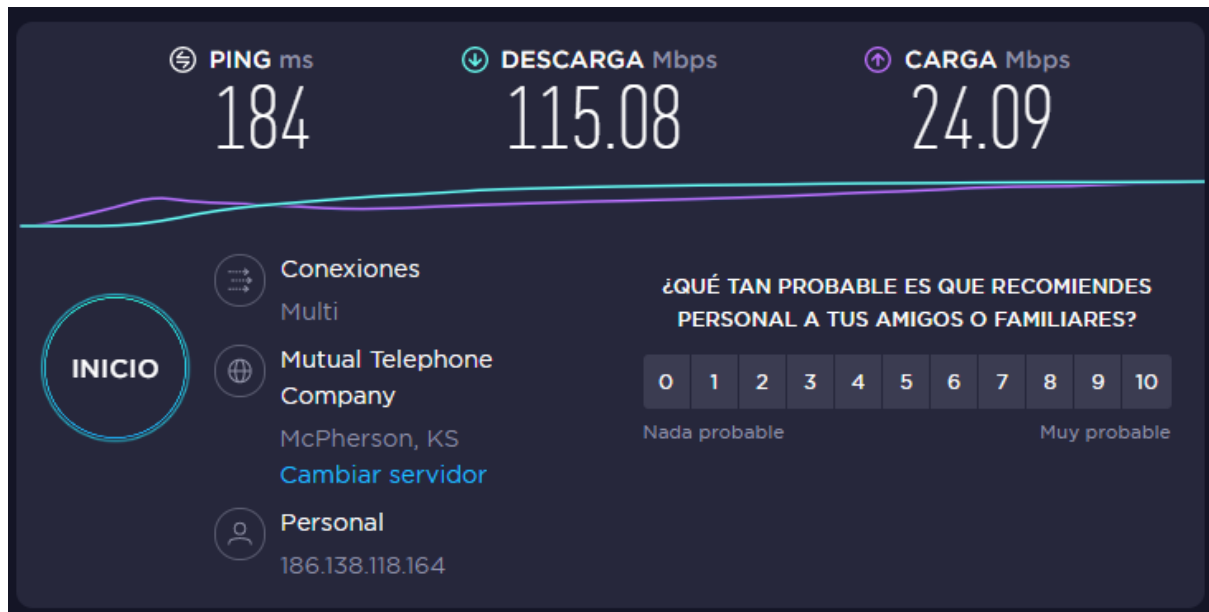 PING ms
184
DESCARGA Mbps
115.08
CARGA Mbps
24.09
INICIO
Conexiones
Multi
Mutual Telephone
Company
McPherson, KS
Cambiar servidor
Personal
186.138.118.164
¿QUÉ TAN PROBABLE ES QUE RECOMIENDES
PERSONAL A TUS AMIGOS O FAMILIARES?
0 1 2 3 4 5 6 7 8 9 10
Nada probable Muy probable